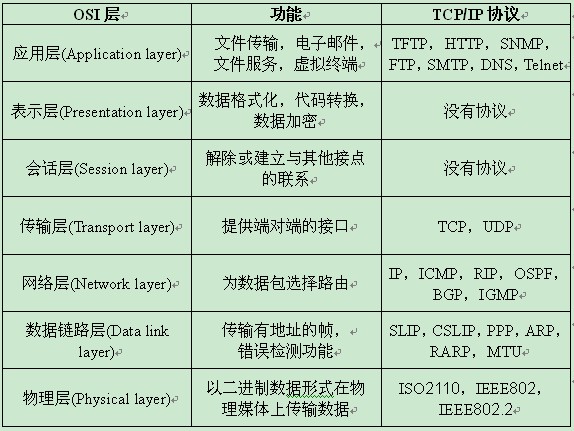 OSI 层 功能 TCP/IP 协议
应用层(Application layer) 文件传输，电子邮件， TFTP，HTTP，SNMP，
文件服务，虚拟终端 FTP，SMTP，DNS，Telnet
表示层(Presentation layer) 数据格式化，代码转换， 没有协议
数据加密
会话层(Session layer) 解除或建立与其他接点 没有协议
的联系
传输层(Transport layer) 提供端对端的接口 TCP，UDP
网络层(Network layer) 为数据包选择路由 IP，ICMP，RIP，OSPF，
BGP，IGMP
数据链路层(Data link 传输有地址的帧， SLIP，CSLIP，PPP，ARP，
layer) 错误检测功能 RARP，MTU
物理层(Physical layer) 以二进制数据形式在物 ISO2110，IEEE802，
理媒体上传输数据 IEEE802.2